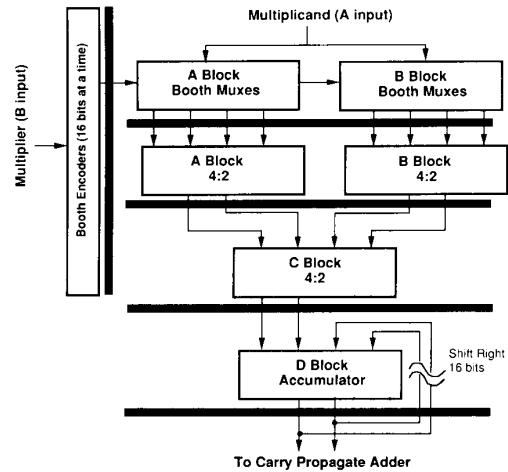 Multiplicand (A input)
A Block
Booth Muxes
B Block
Booth Muxes
Multiplier (B input)
Booth Encoders (16 bits at a time)
A Block
4:2
B Block
4:2
C Block
4:2
D Block
Accumulator
Shift Right
16 bits
To Carry Propagate Adder